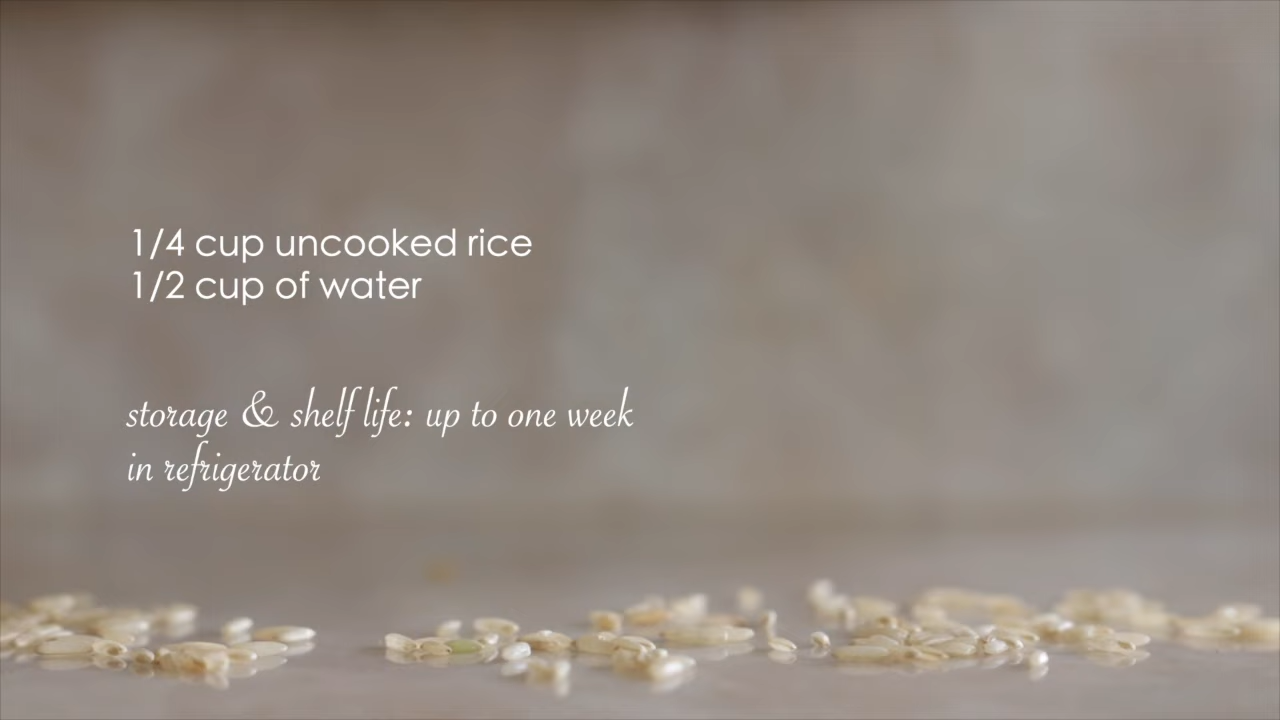 1/4 cup uncooked rice
1/2 cup of water
storage & shelf life: up to one week
in refrigerator